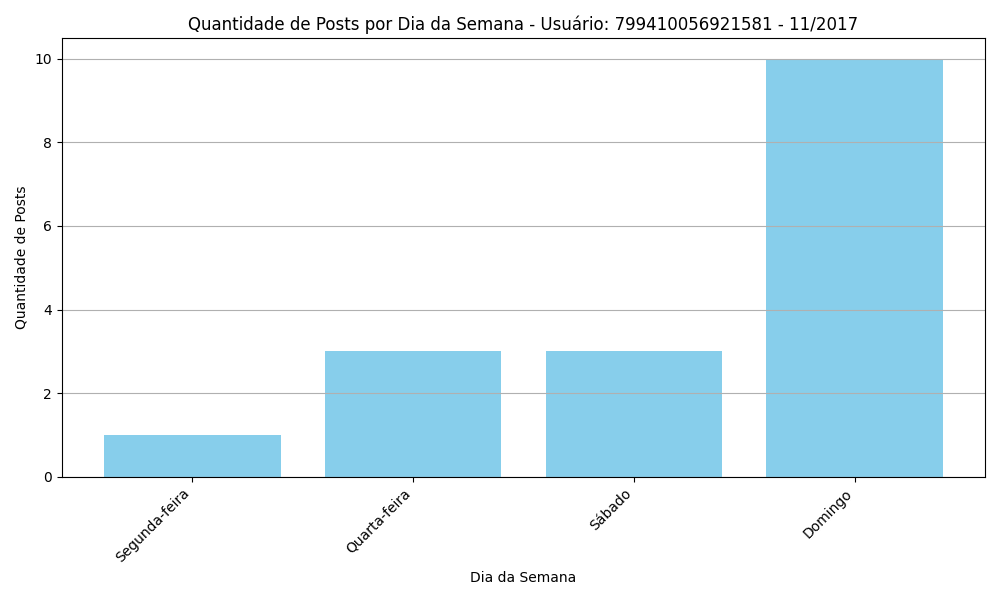 Quantidade de Posts por Dia da Semana - Usuário: 799410056921581 - 11/2017
Quantidade de Posts
10
8
6
4
2
0
Segunda-feira
Quarta-feira
Sábado
Domingo
Dia da Semana